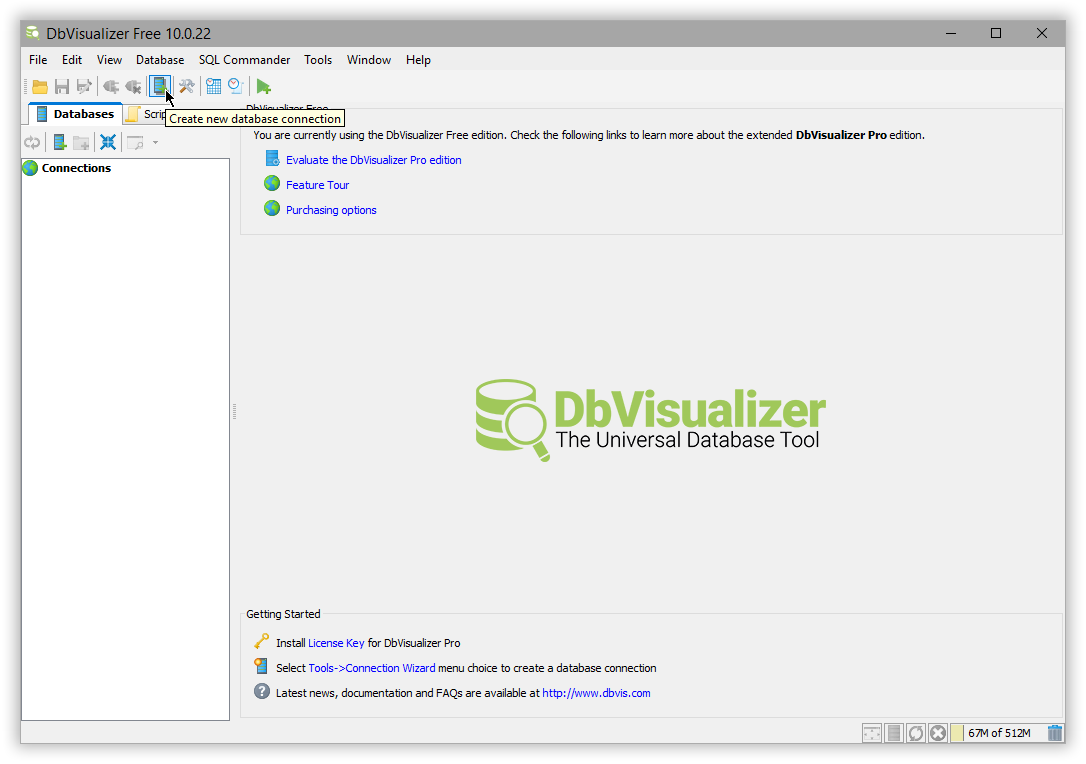 DbVisualizer Free 10.0.22
File Edit View Database SQL Commander Tools Window Help
Databases
Scrip
Create new database connection
Connections
DbVisualizer Free
You are currently using the DbVisualizer Free edition. Check the following links to learn more about the extended DbVisualizer Pro edition.
Evaluate the DbVisualizer Pro edition
Feature Tour
Purchasing options
DbVisualizer
The Universal Database Tool
Getting Started
Install License Key for DbVisualizer Pro
Select Tools->Connection Wizard menu choice to create a database connection
Latest news, documentation and FAQs are available at http://www.dbvis.com
67M of 512M